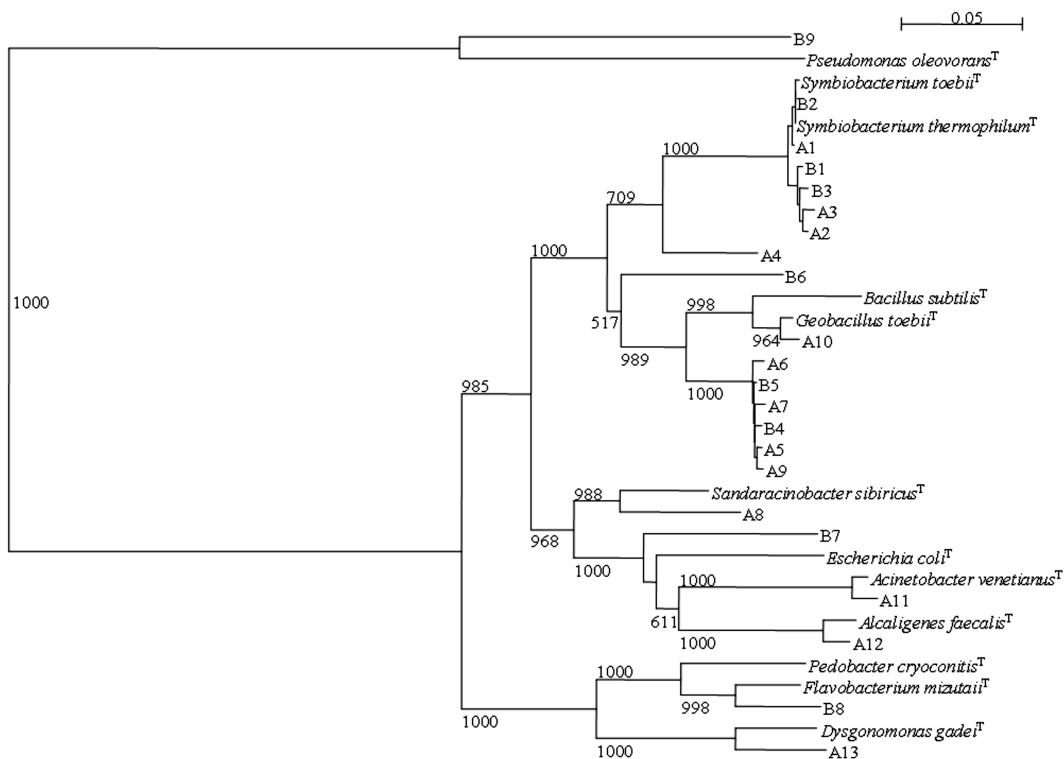 0.05
B9
Pseudomonas oleovorans T
Symbiobacterium toebii T
B2
Symbiobacterium thermophilum T
1000
A1
B1
B3
709
A3
A2
1000
A4
B6
1000
998
Bacillus subtilis T
517
Geobacillus toebii T
964
A10
989
A6
985
1000
B5
A7
B4
A5
A9
988
Sandaracinobacter sibiricus T
A8
968
B7
1000
Escherichia coli T
1000
Acinetobacter venetianus T
A11
611
Alcaligenes faecalis T
1000
A12
1000
Pedobacter cryoconitis T
Flavobacterium mizutaii T
998
B8
1000
Dysgonomonas gadei T
1000
A13